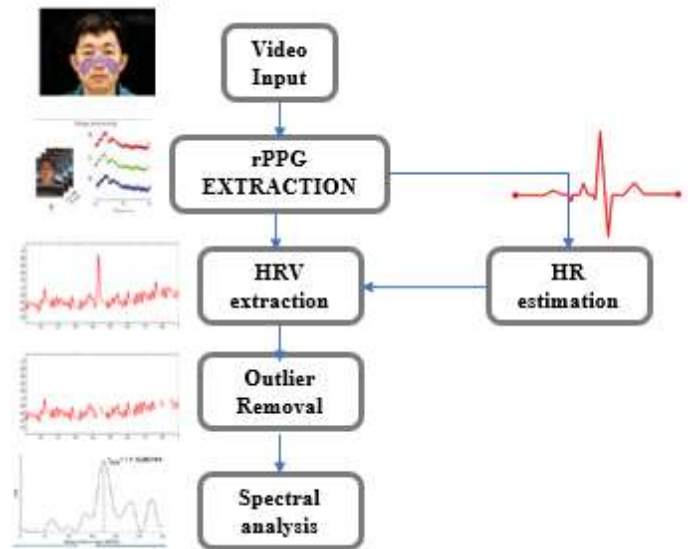 Video
Input
rPPG
EXTRACTION
HRV
extraction
HR
estimation
Outlier
Removal
Spectral
analysis